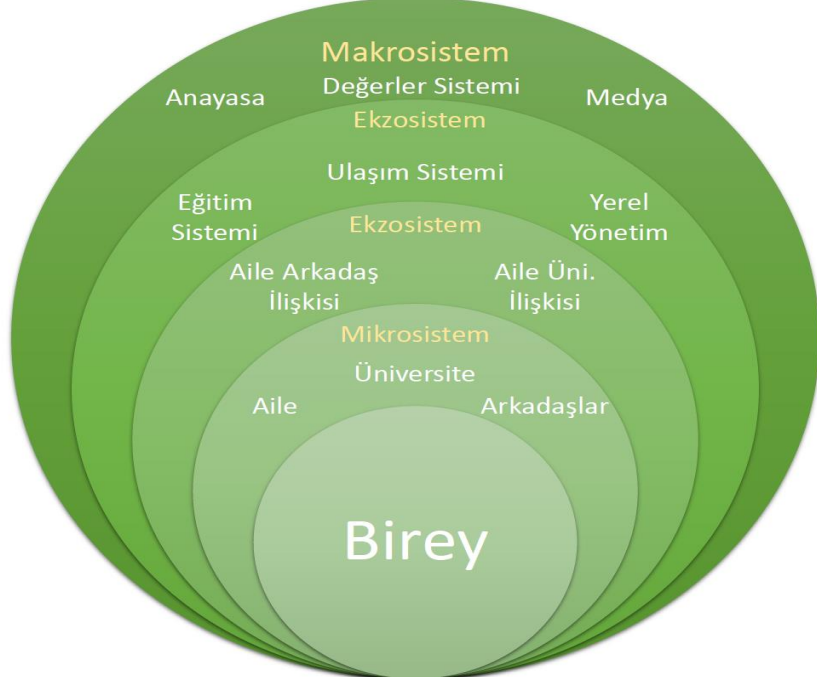 Makrosistem
Anayasa
Değerler Sistemi
Medya
Ekzosistem
Ulaşım Sistemi
Eğitim
Sistemi
Yerel
Yönetim
Ekzosistem
Aile Arkadaş
İlişkisi
Aile Üni.
İlişkisi
Mikrosistem
Üniversite
Aile
Arkadaşlar
Birey